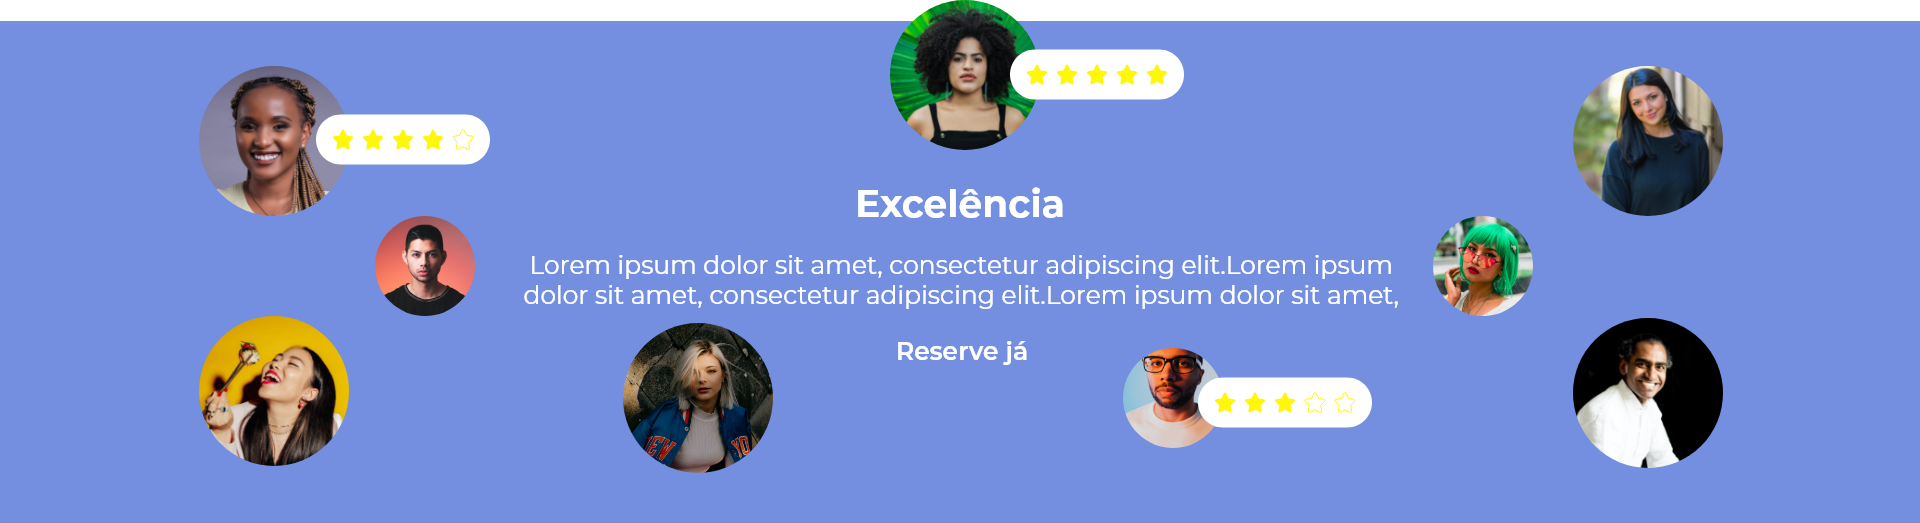 Excelência
Lorem ipsum dolor sit amet, consectetur adipiscing elit.Lorem ipsum
dolor sit amet, consectetur adipiscing elit.Lorem ipsum dolor sit amet,
Reserve já